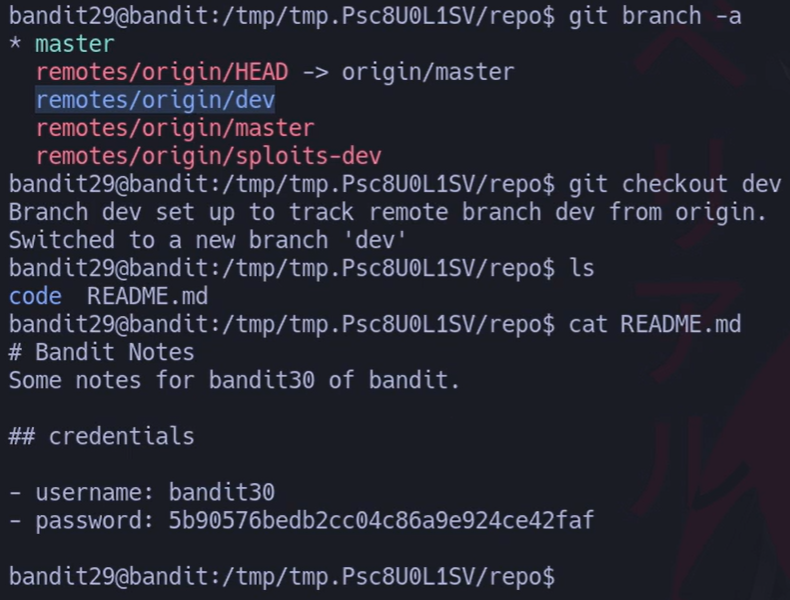 bandit29@bandit:/tmp/tmp.Psc8U0L1SV/repo$ git branch -a
* master
  remotes/origin/HEAD -> origin/master
  remotes/origin/dev
  remotes/origin/master
  remotes/origin/sploits-dev
bandit29@bandit:/tmp/tmp.Psc8U0L1SV/repo$ git checkout dev
Branch dev set up to track remote branch dev from origin.
Switched to a new branch 'dev'
bandit29@bandit:/tmp/tmp.Psc8U0L1SV/repo$ ls
code  README.md
bandit29@bandit:/tmp/tmp.Psc8U0L1SV/repo$ cat README.md
# Bandit Notes
Some notes for bandit30 of bandit.

## credentials

- username: bandit30
- password: 5b90576bedb2cc04c86a9e924ce42faf

bandit29@bandit:/tmp/tmp.Psc8U0L1SV/repo$
ペリアル